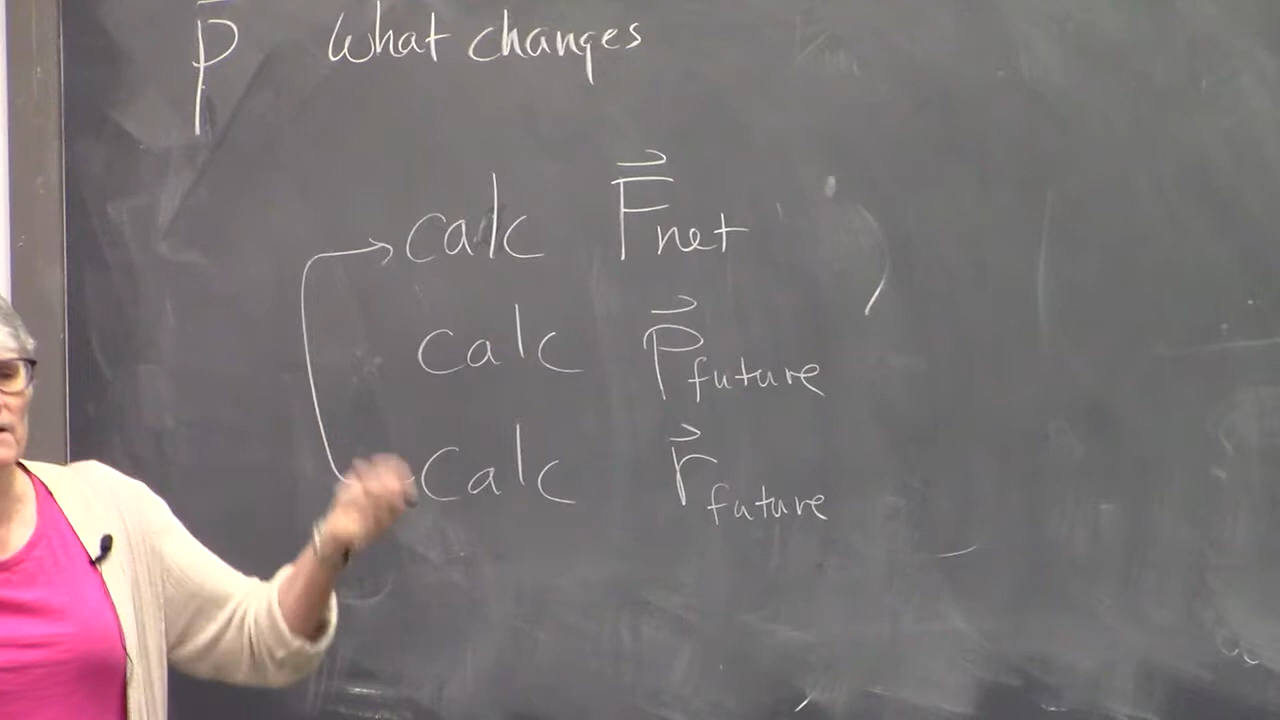 p⃗ What changes
calc F⃗net
calc p⃗future
calc r⃗future